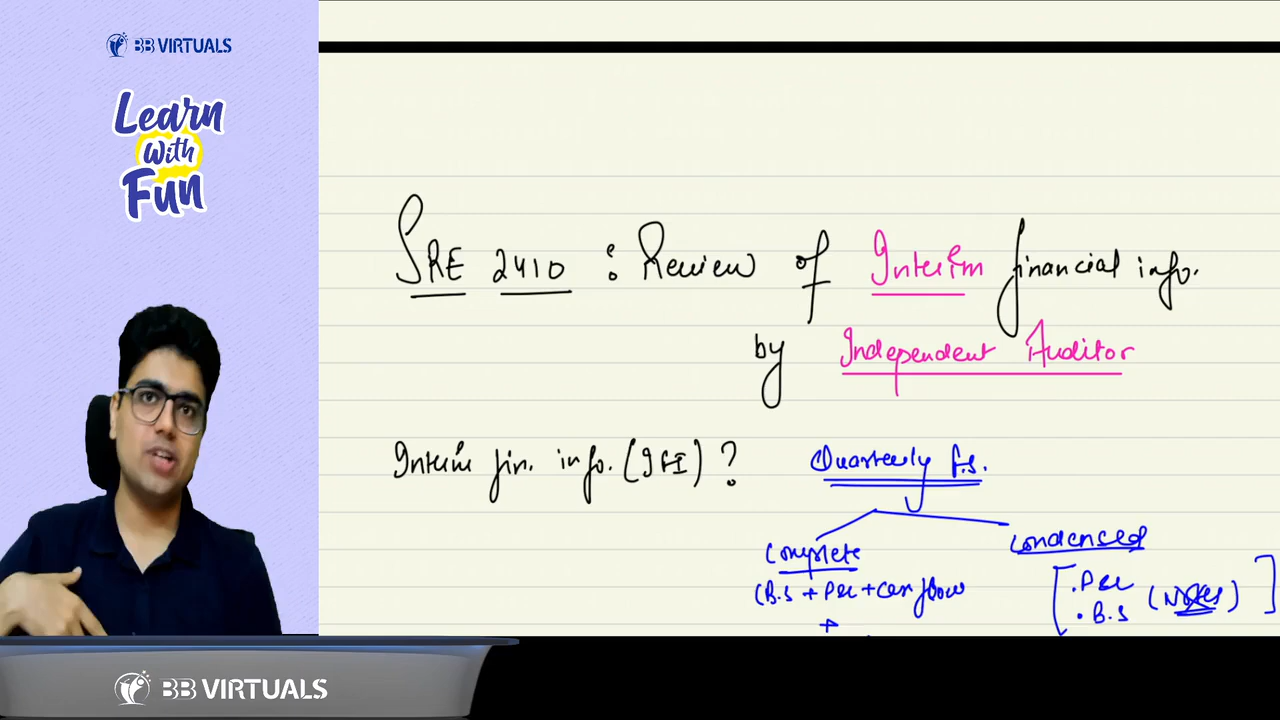 BB VIRTUALS
Learn
With
Fun
SRE 2410 : Review of Interim financial info.
by Independent Auditor
Interim fin. info. (IFI) ? Quarterly f.s.
Complete Condensed
(B.S + P&L + cash flow
+
[ . P&L
. B.S (Notes) ]
BB VIRTUALS